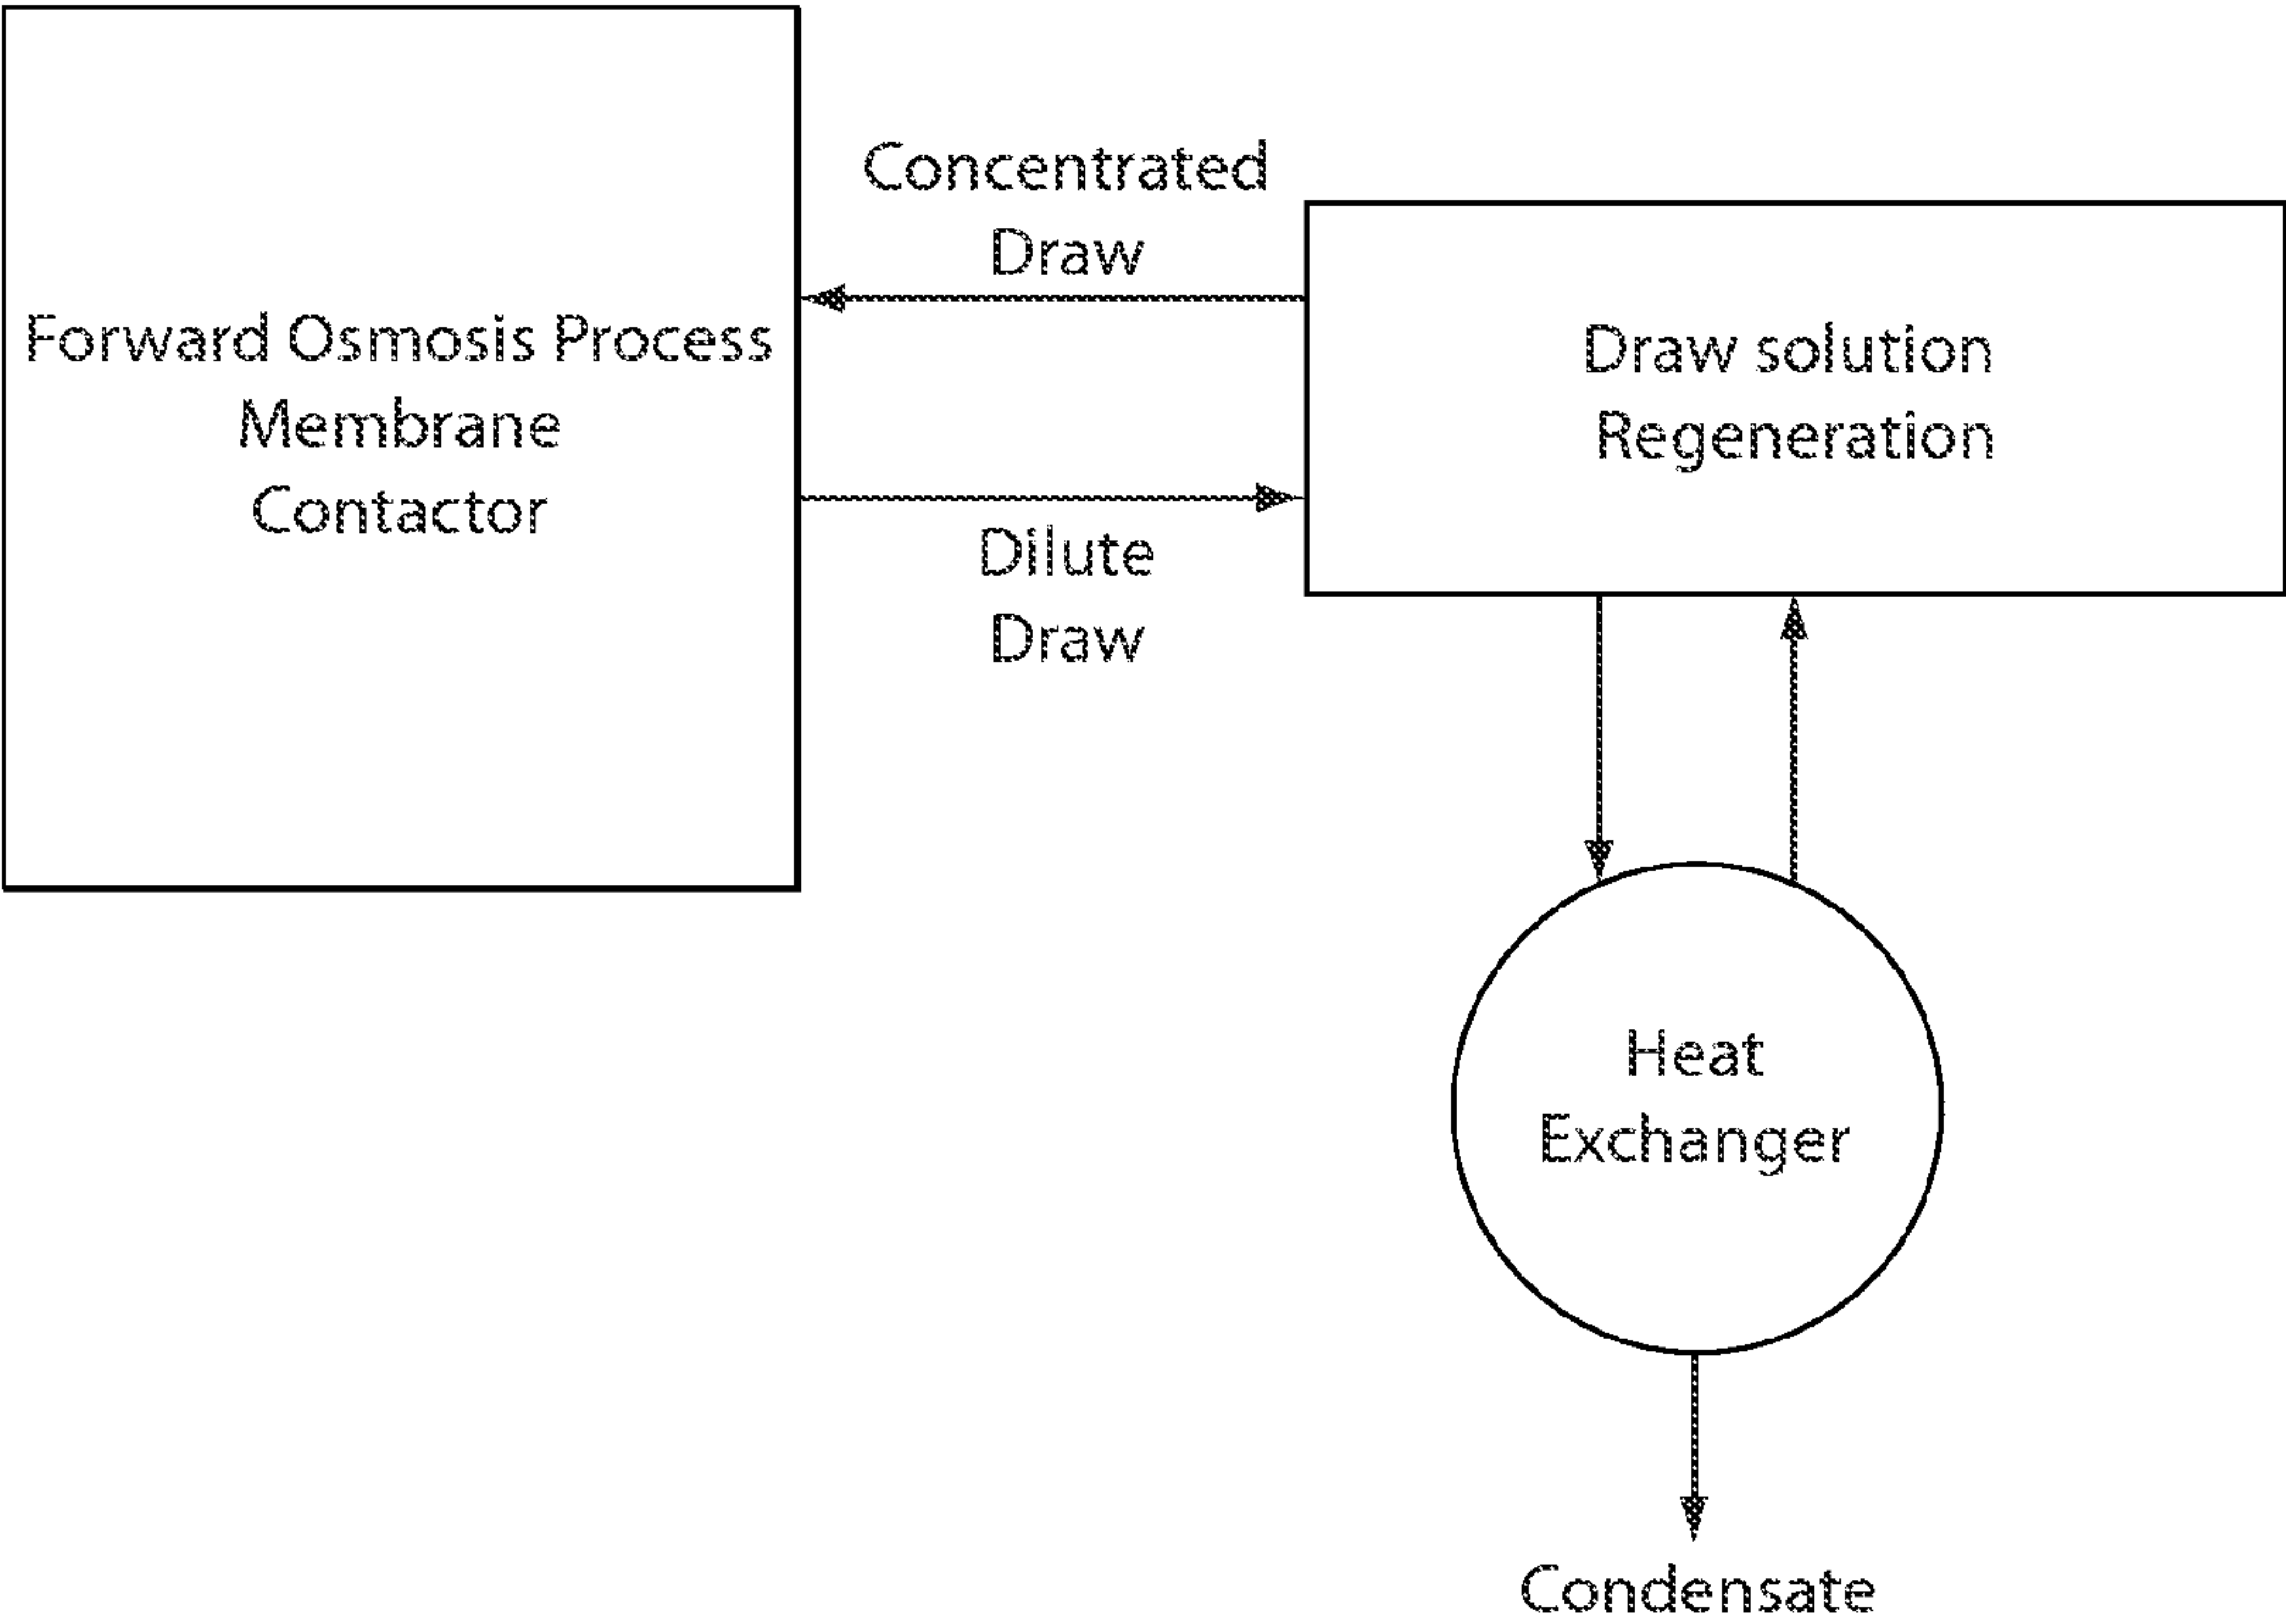 Forward Osmosis Process
Membrane
Contactor
Concentrated
Draw
Dilute
Draw
Draw solution
Regeneration
Heat
Exchanger
Condensate